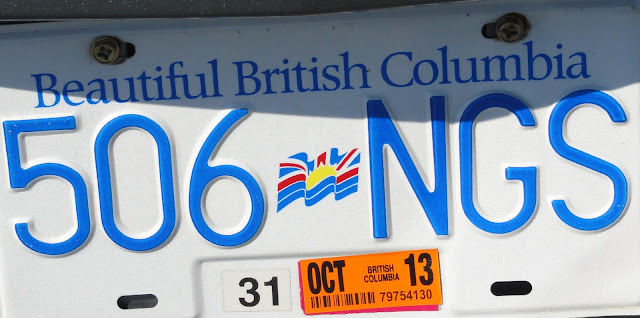 Beautiful British Columbia
506 NGS
31 OCT BRITISH COLUMBIA 13
79754130